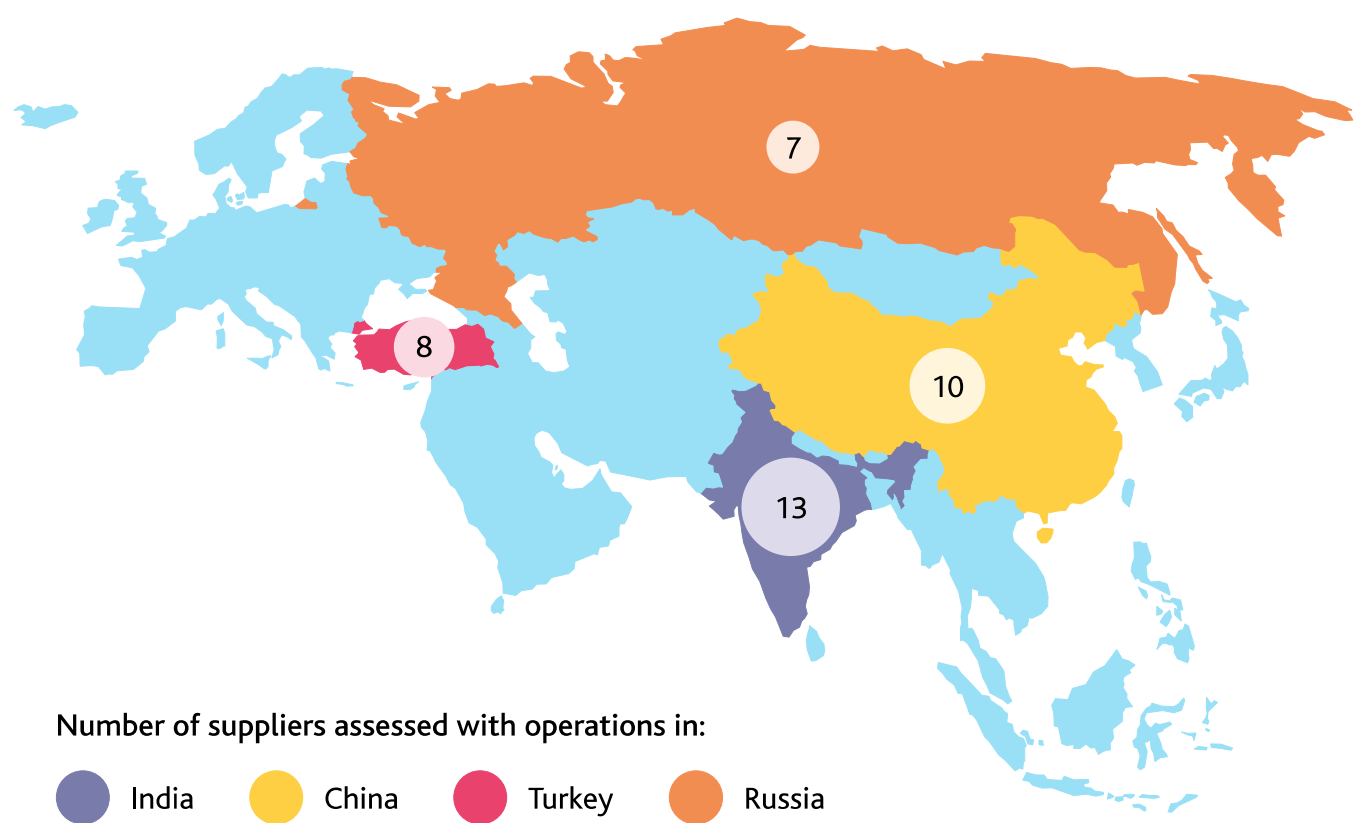 7
8
10
13
Number of suppliers assessed with operations in:
India
China
Turkey
Russia